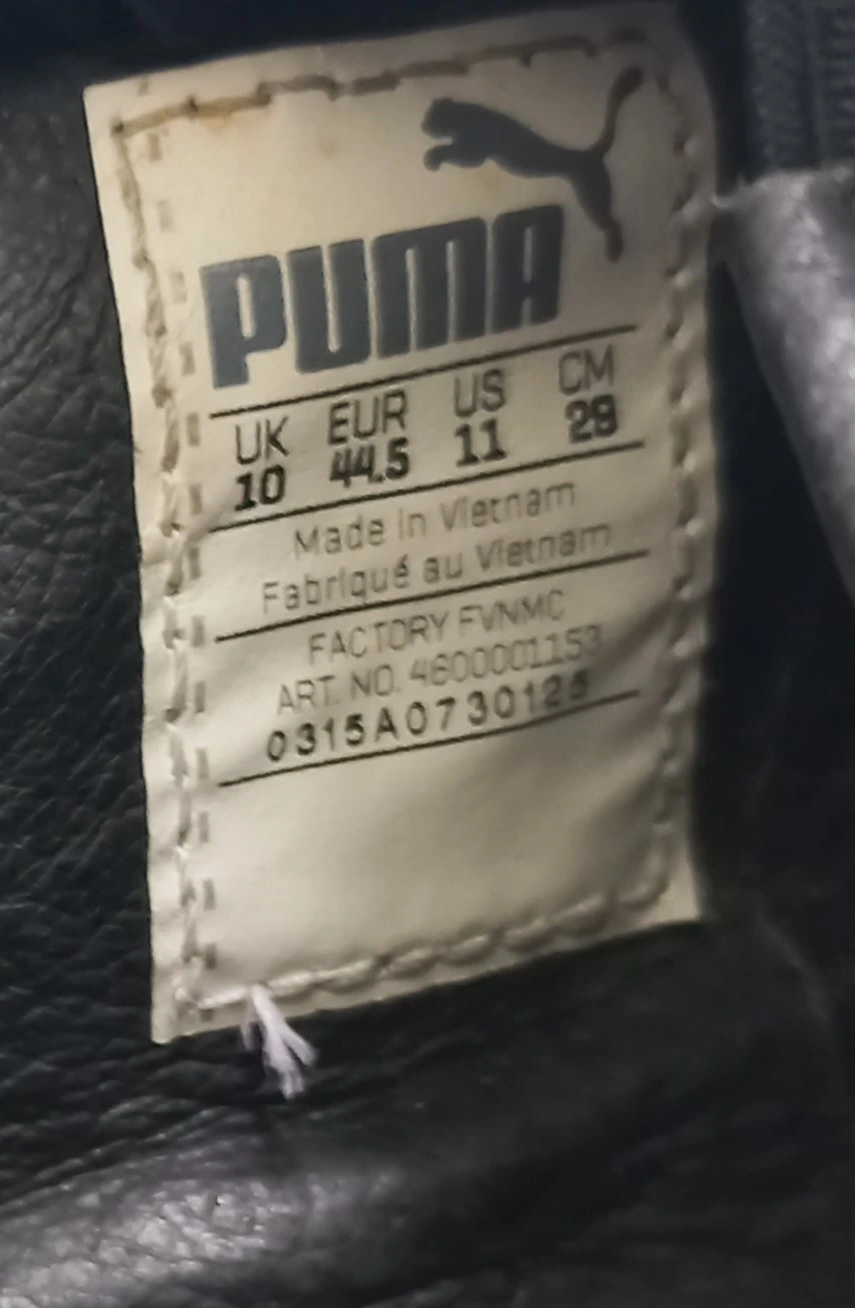 PUMA
UK EUR US CM
10 44.5 11 29
Made in Vietnam
Fabriqué au Vietnam
FACTORY FVNMC
ART. NO. 4600001153
0315A0730125